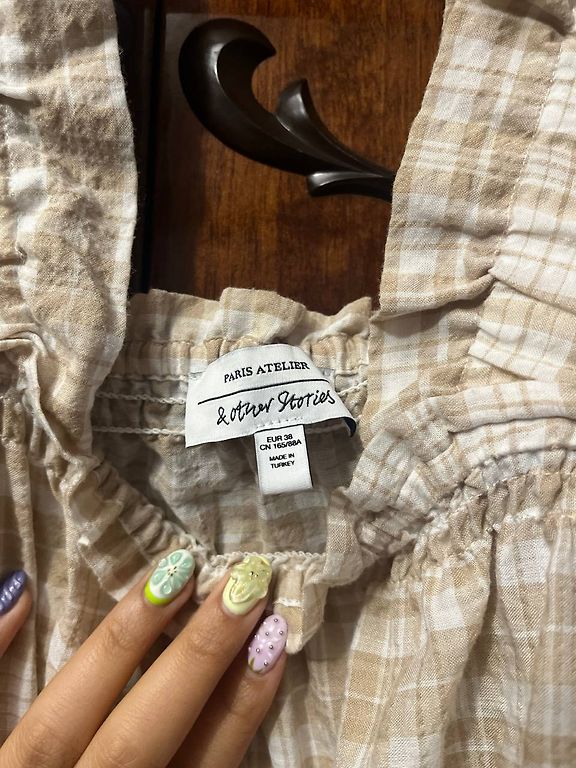 PARIS ATELIER
& other Stories
EUR 38
CN 165/88A
MADE IN
TURKEY